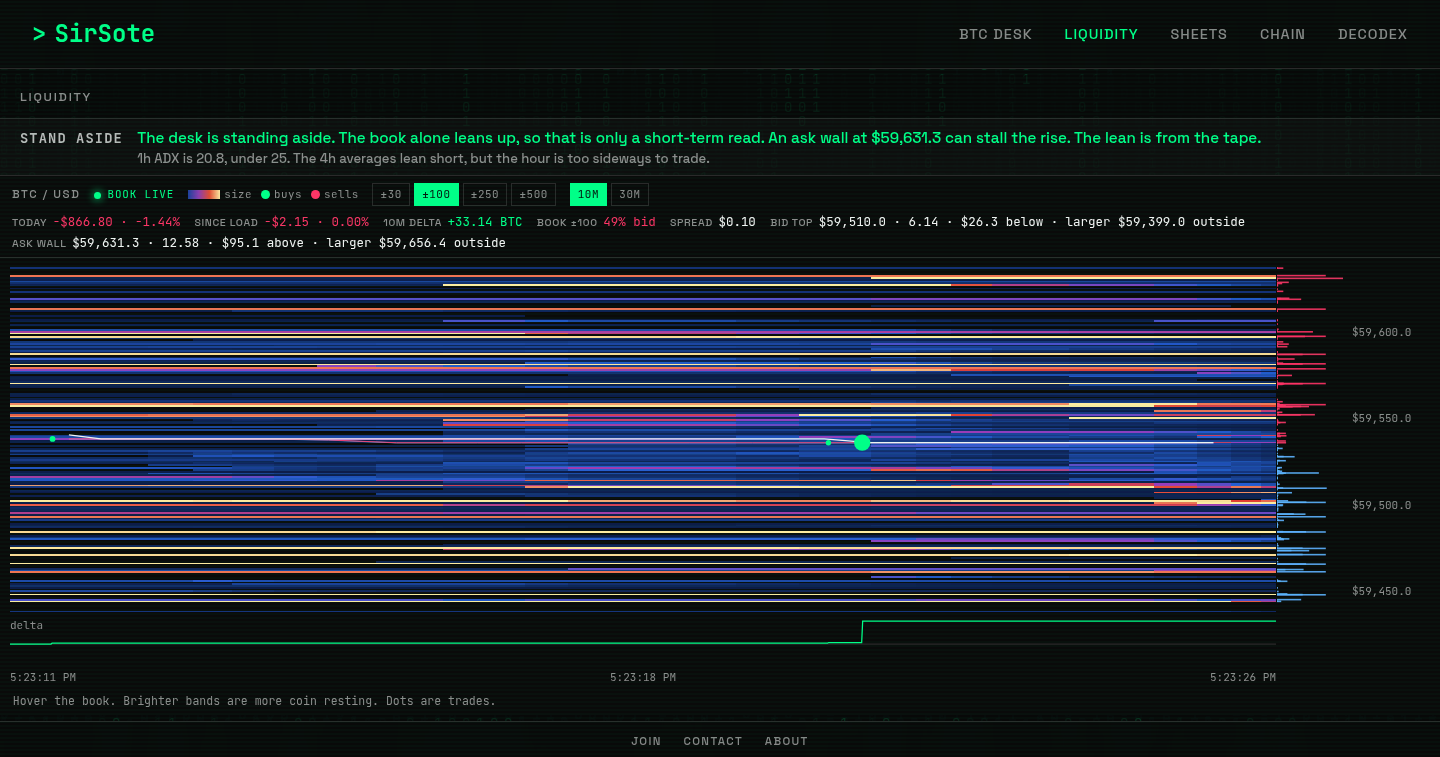 > SirSote
BTC DESK LIQUIDITY SHEETS CHAIN DECODEX
LIQUIDITY
STAND ASIDE The desk is standing aside. The book alone leans up, so that is only a short-term read. An ask wall at $59,631.3 can stall the rise. The lean is from the tape.
1h ADX is 20.8, under 25. The 4h averages lean short, but the hour is too sideways to trade.
BTC / USD BOOK LIVE size buys sells ±30 ±100 ±250 ±500 10M 30M
TODAY -$866.80 · -1.44% SINCE LOAD -$2.15 · 0.00% 10M DELTA +33.14 BTC BOOK ±100 49% bid SPREAD $0.10 BID TOP $59,510.0 · 6.14 · $26.3 below · larger $59,399.0 outside
ASK WALL $59,631.3 · 12.58 · $95.1 above · larger $59,656.4 outside
$59,600.0
$59,550.0
$59,500.0
$59,450.0
delta
5:23:11 PM 5:23:18 PM 5:23:26 PM
Hover the book. Brighter bands are more coin resting. Dots are trades.
JOIN CONTACT ABOUT